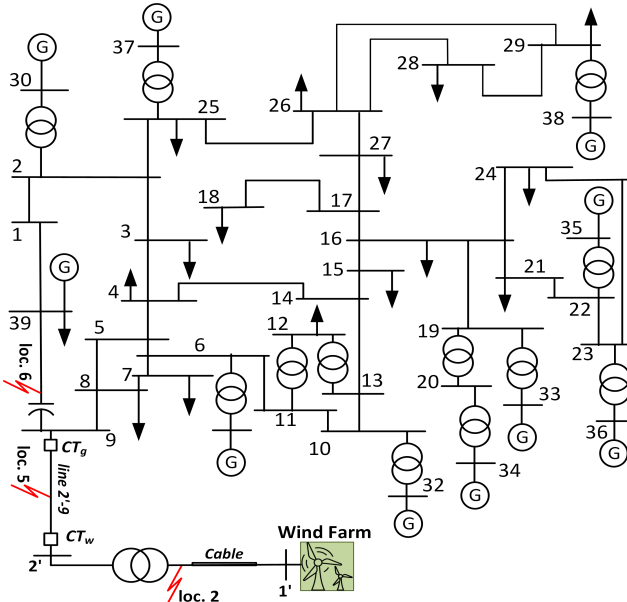 G
37
G
30
2
25
26
28
29
38
G
27
24
18
17
1
3
16
G
35
G
15
21
39
4
14
22
loc. 6
5
6
12
19
23
8
7
13
20
33
9
11
10
36
G
32
34
G
G
CTg
loc. 5
line 2'-9
G
G
CTw
Wind Farm
2'
Cable
1'
loc. 2